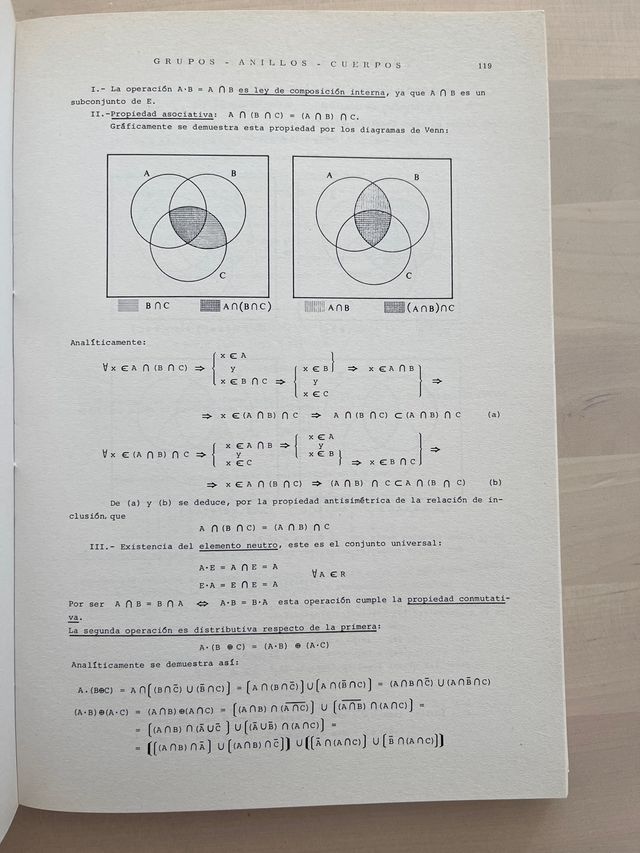 GRUPOS - ANILLOS - CUERPOS 119
I.- La operación A·B = A ∩ B es ley de composición interna, ya que A ∩ B es un
subconjunto de E.
II.-Propiedad asociativa: A ∩ (B ∩ C) = (A ∩ B) ∩ C.
Gráficamente se demuestra esta propiedad por los diagramas de Venn:
A B C
A B C
B∩C A∩(B∩C) A∩B (A∩B)∩C
Analíticamente:
∀x ∈ A ∩ (B ∩ C) ⇒ { x ∈ A
y
x ∈ B ∩ C ⇒ { x ∈ B } ⇒ x ∈ A ∩ B } ⇒
y
x ∈ C
⇒ x ∈ (A ∩ B) ∩ C ⇒ A ∩ (B ∩ C) ⊂ (A ∩ B) ∩ C (a)
∀x ∈ (A ∩ B) ∩ C ⇒ { x ∈ A ∩ B ⇒ { x ∈ A
y y
x ∈ C x ∈ B } ⇒ x ∈ B ∩ C } ⇒
⇒ x ∈ A ∩ (B ∩ C) ⇒ (A ∩ B) ∩ C ⊂ A ∩ (B ∩ C) (b)
De (a) y (b) se deduce, por la propiedad antisimétrica de la relación de in-
clusión, que
A ∩ (B ∩ C) = (A ∩ B) ∩ C
III.- Existencia del elemento neutro, este es el conjunto universal:
A·E = A ∩ E = A
∀A ∈ R
E·A = E ∩ E = A
Por ser A ∩ B = B ∩ A ⇔ A·B = B·A esta operación cumple la propiedad conmutati-
va.
La segunda operación es distributiva respecto de la primera:
A·(B ⊕ C) = (A·B) ⊕ (A·C)
Analíticamente se demuestra así:
A.(B⊕C) = A∩[(B∩C̄) ∪ (B̄∩C)] = [A∩(B∩C̄)]∪[A∩(B̄∩C)] = (A∩B∩C̄) ∪ (A∩B̄∩C)
(A·B)⊕(A·C) = (A∩B)⊕(A∩C) = [(A∩B) ∩ (A̅∩̅C̅)] ∪ [(A̅∩̅B̅) ∩ (A∩C)] =
= [(A∩B) ∩ (Ā∪C̄)] ∪ [(Ā∪B̄) ∩ (A∩C)] =
= [[(A∩B)∩Ā] ∪ [(A∩B)∩C̄]] ∪ [[Ā∩(A∩C)] ∪ [B̄∩(A∩C)]]